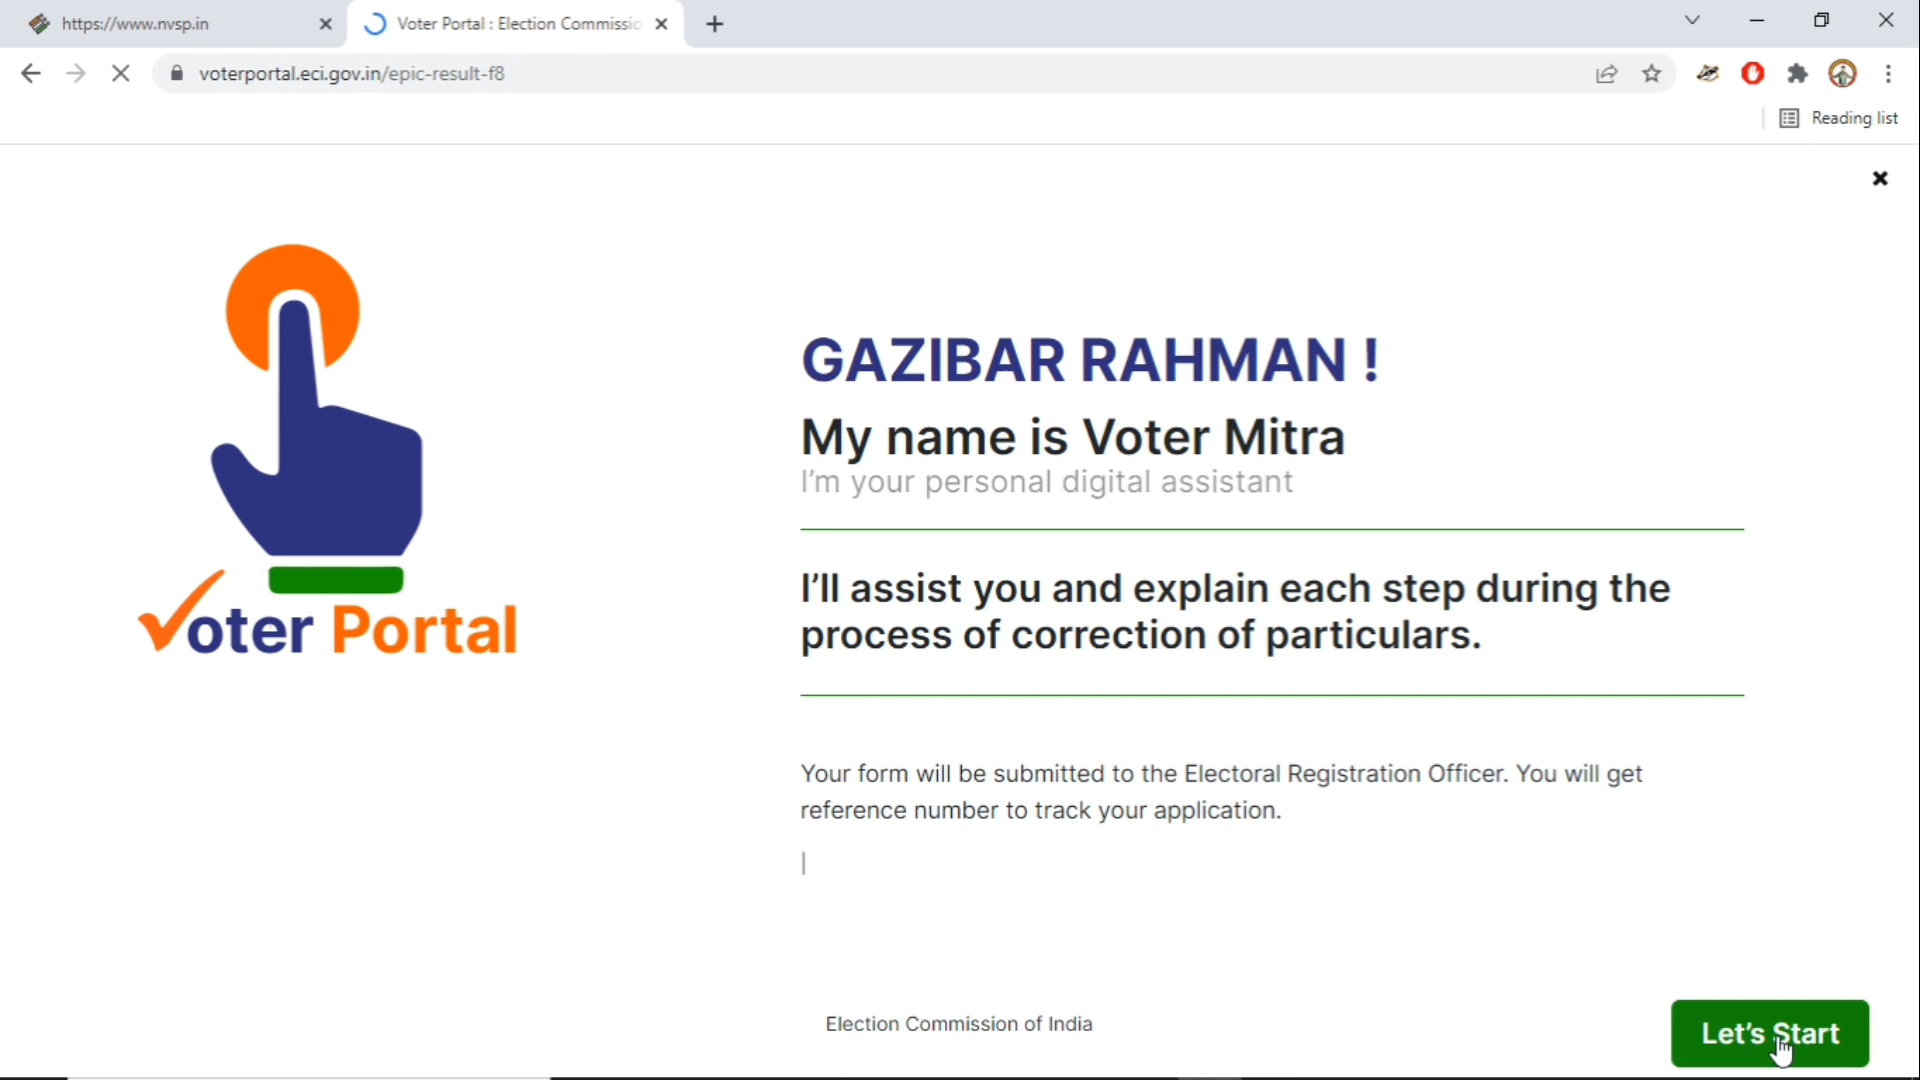 https://www.nvsp.in
Voter Portal : Election Commissio
voterportal.eci.gov.in/epic-result-f8
Reading list
GAZIBAR RAHMAN !
My name is Voter Mitra
I'm your personal digital assistant
Voter Portal
I'll assist you and explain each step during the
process of correction of particulars.
Your form will be submitted to the Electoral Registration Officer. You will get
reference number to track your application.
Election Commission of India
Let's Start